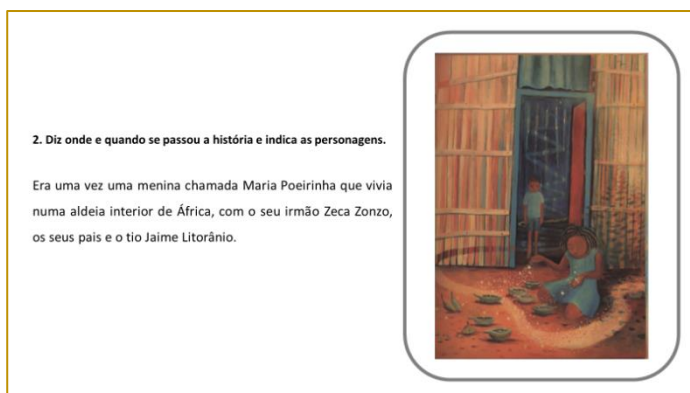 2. Diz onde e quando se passou a história e indica as personagens.
Era uma vez uma menina chamada Maria Poeirinha que vivia
numa aldeia interior de África, com o seu irmão Zeca Zonzo,
os seus pais e o tio Jaime Litorânio.